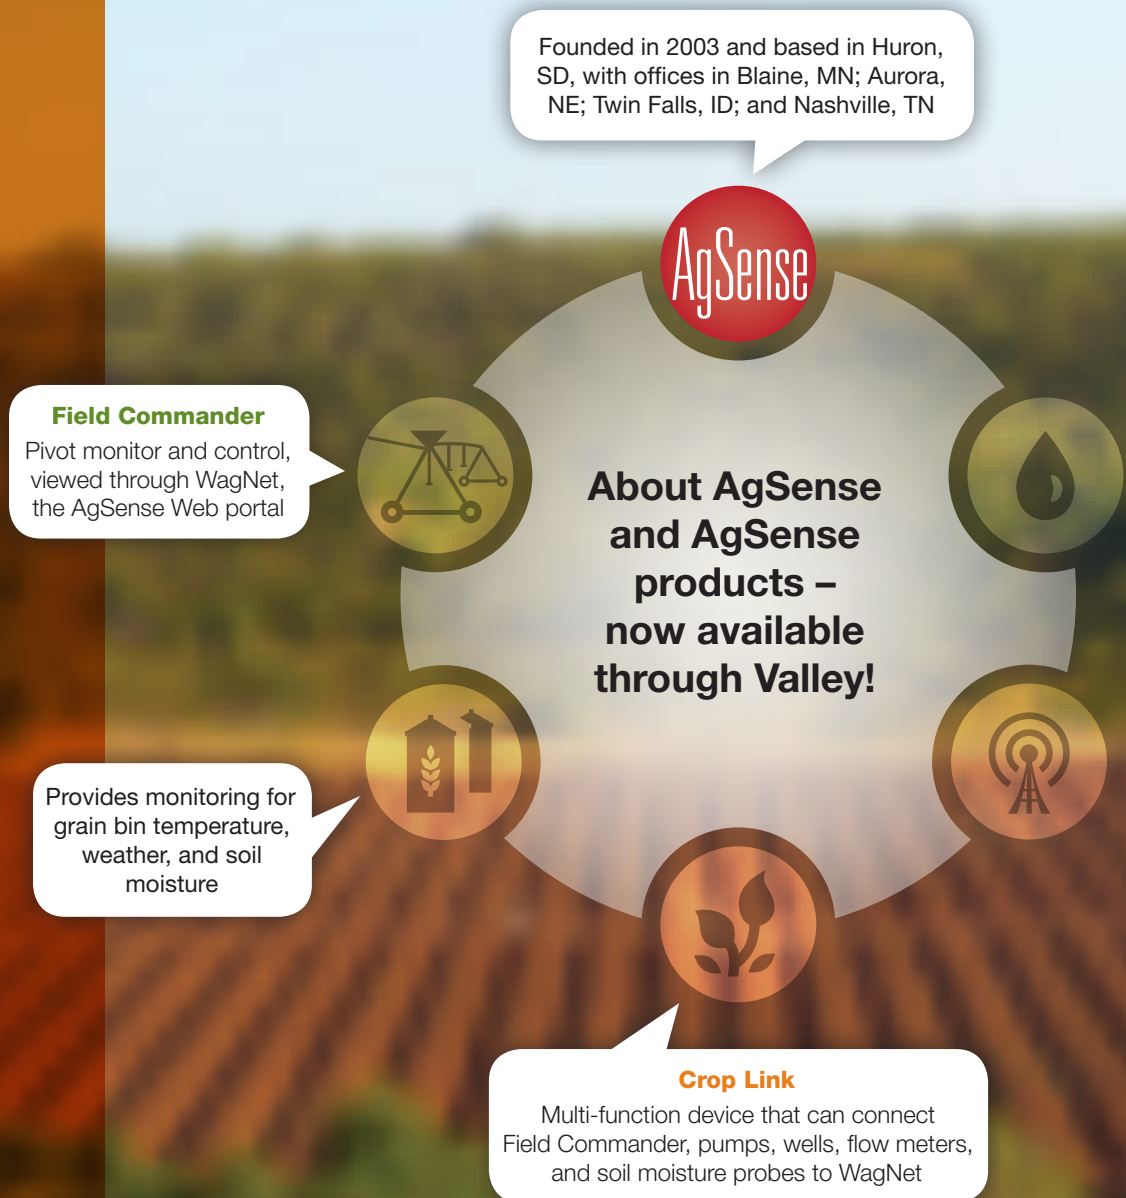 Founded in 2003 and based in Huron,
SD, with offices in Blaine, MN; Aurora,
NE; Twin Falls, ID; and Nashville, TN
AgSense
Field Commander
Pivot monitor and control,
viewed through WagNet,
the AgSense Web portal
About AgSense
and AgSense
products –
now available
through Valley!
Provides monitoring for
grain bin temperature,
weather, and soil
moisture
Crop Link
Multi-function device that can connect
Field Commander, pumps, wells, flow meters,
and soil moisture probes to WagNet